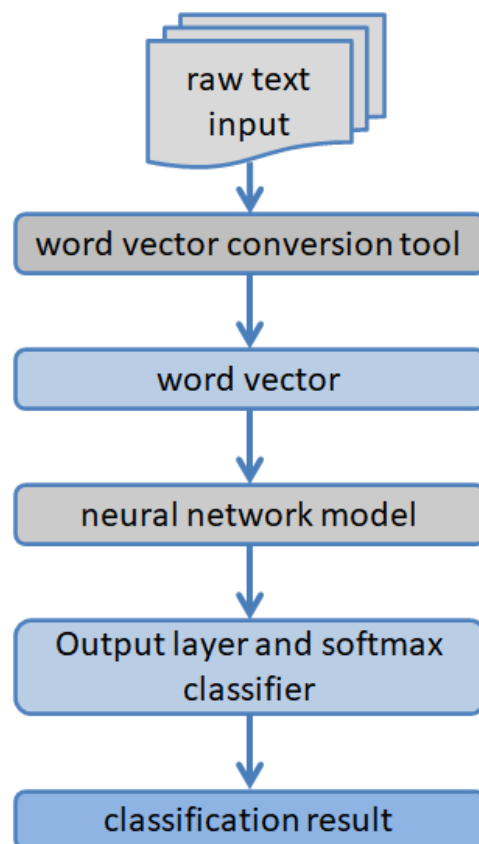 raw text
input
word vector conversion tool
word vector
neural network model
Output layer and softmax
classifier
classification result